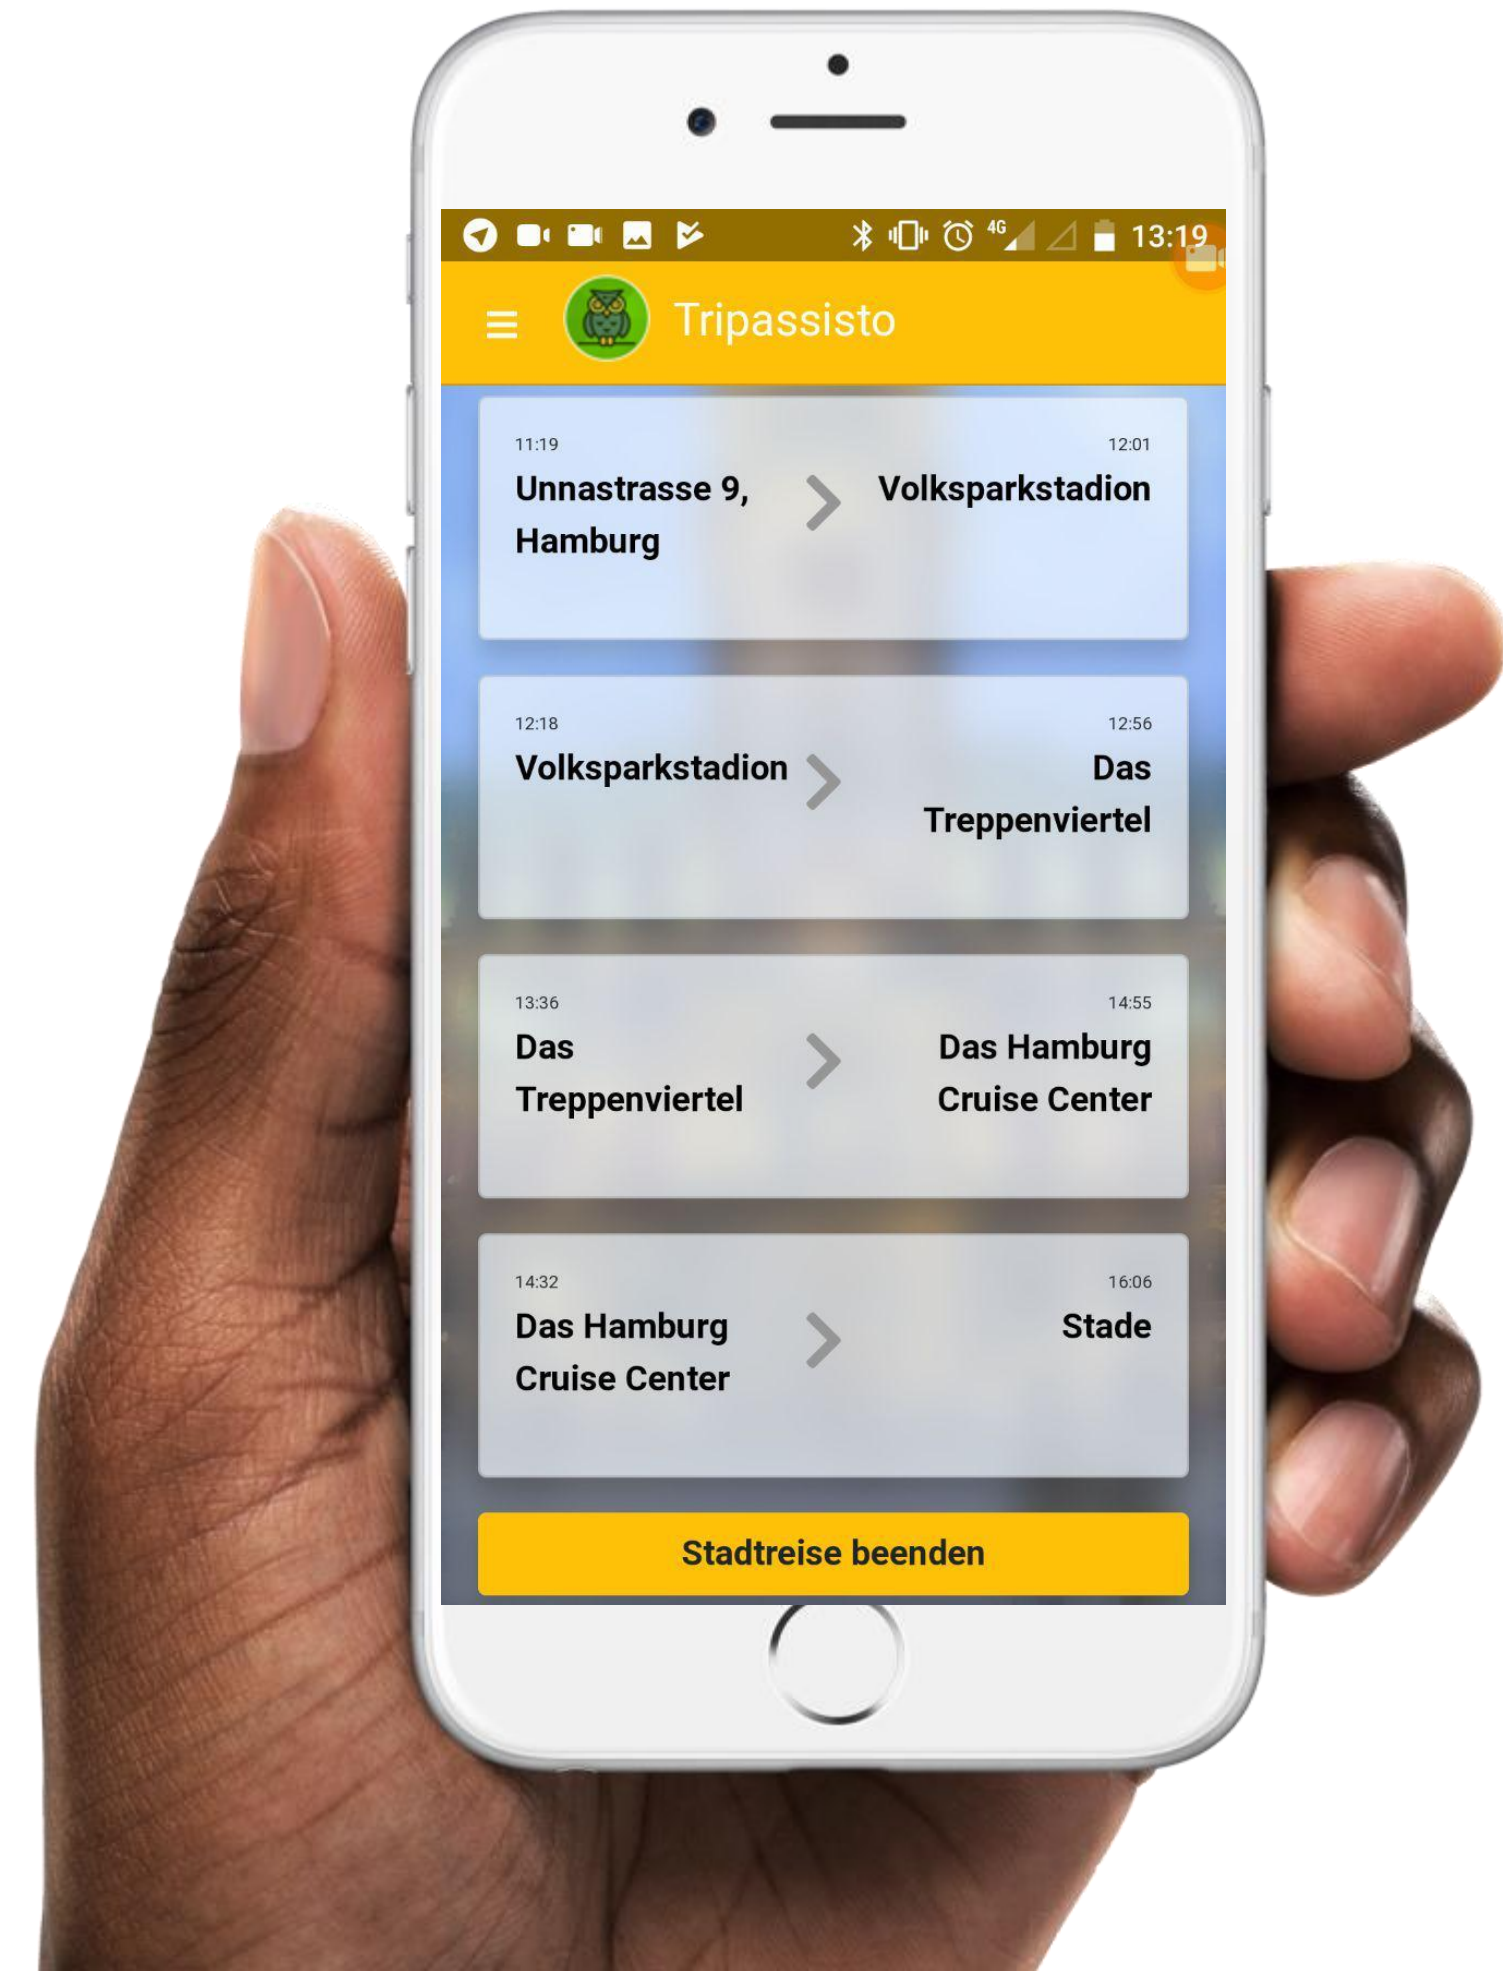 4G 13:19
Tripassisto
11:19 12:01
Unnastrasse 9, Volksparkstadion
Hamburg
12:18 12:56
Volksparkstadion Das
Treppenviertel
13:36 14:55
Das Das Hamburg
Treppenviertel Cruise Center
14:32 16:06
Das Hamburg Stade
Cruise Center
Stadtreise beenden